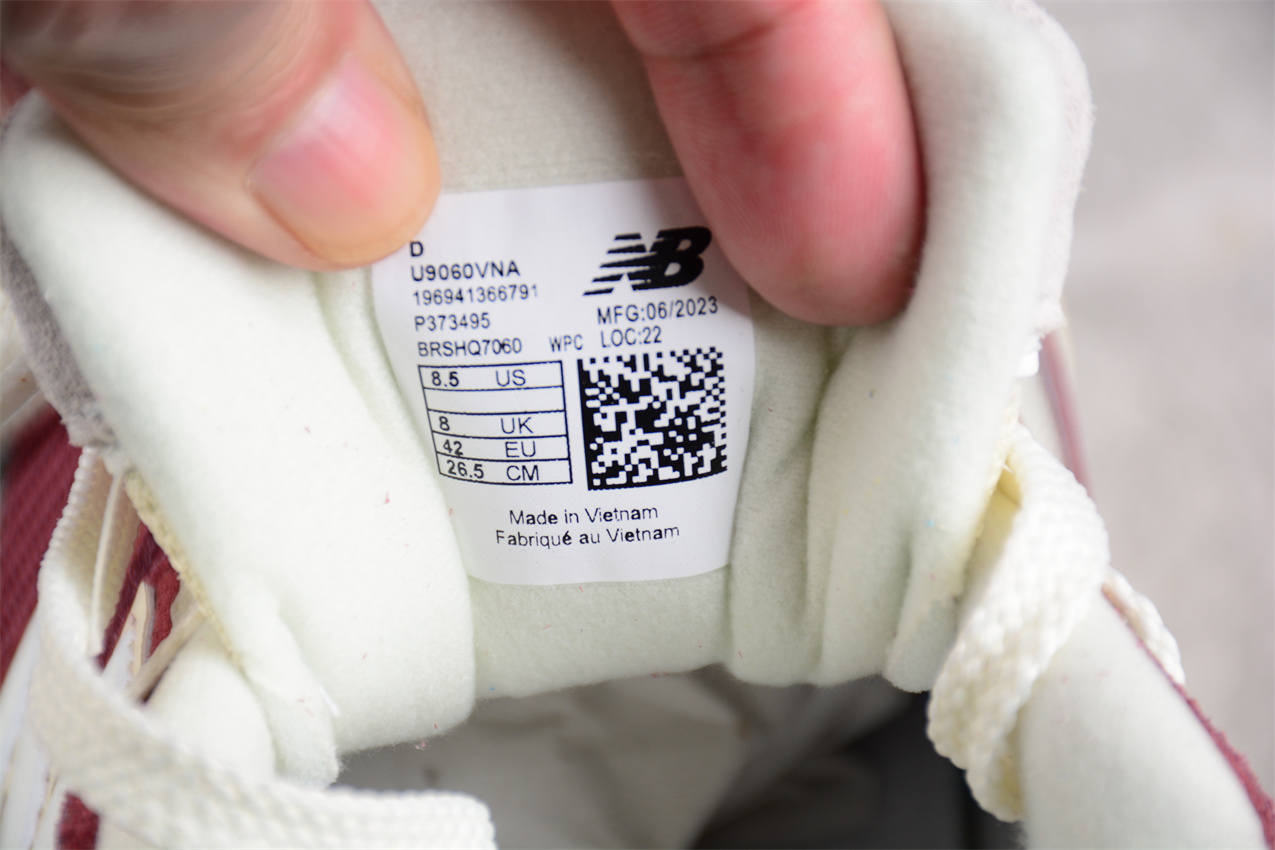 D
U9060VNA
196941366791
P373495
BRSHQ7060 WPC
NB
MFG:06/2023
LOC:22
8.5 US
8 UK
42 EU
26.5 CM
Made in Vietnam
Fabriqué au Vietnam